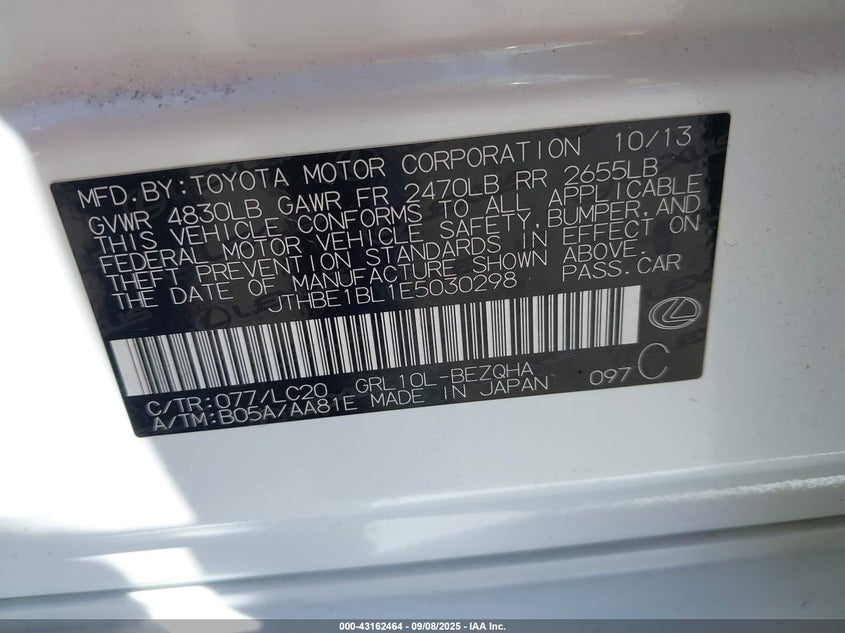 MFD.BY:TOYOTA MOTOR CORPORATION 10/13
GVWR 4830LB GAWR FR 2470LB RR 2655LB
THIS VEHICLE CONFORMS TO ALL APPLICABLE
FEDERAL MOTOR VEHICLE SAFETY,BUMPER,AND
THEFT PREVENTION STANDARDS IN EFFECT ON
THE DATE OF MANUFACTURE SHOWN ABOVE.
JTHBE1BL1E5030298 PASS.CAR
C/TR:077/LC20 GRL10L-BEZQHA
A/TM:B05A/AA81E MADE IN JAPAN 097 C
000-43162464 - 09/08/2025 - IAA Inc.